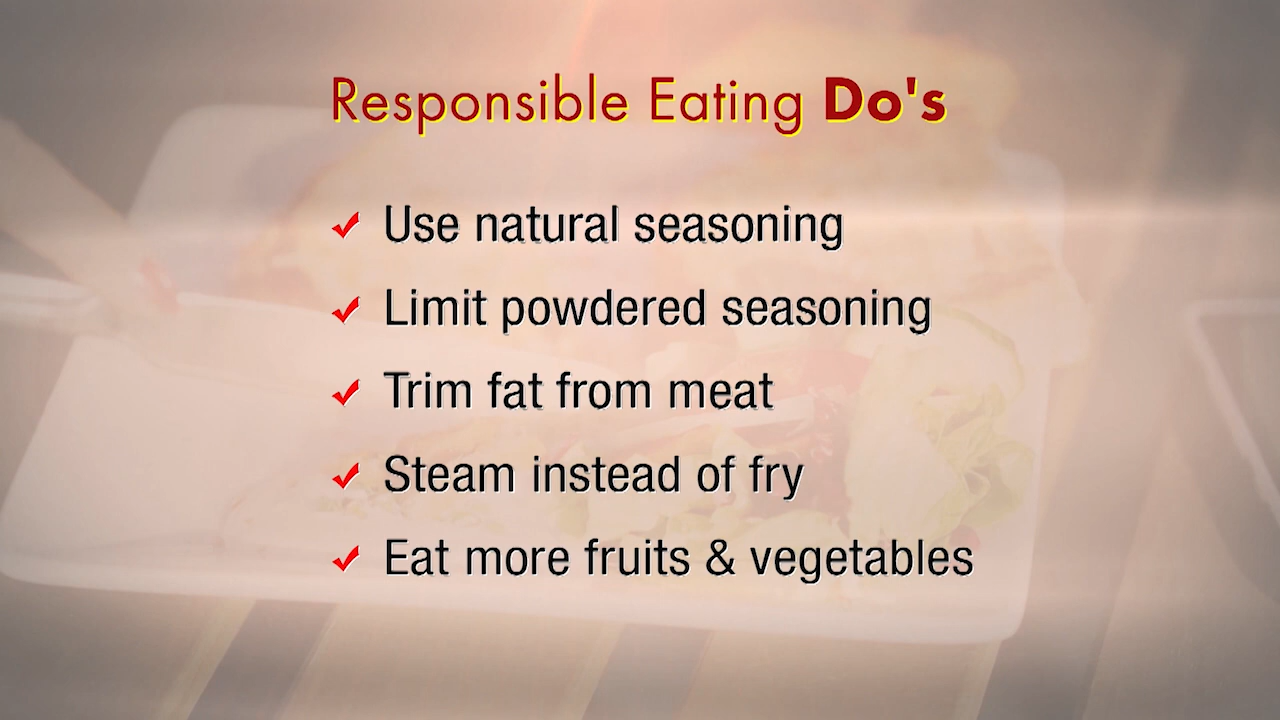 Responsible Eating Do's
Use natural seasoning
Limit powdered seasoning
Trim fat from meat
Steam instead of fry
Eat more fruits & vegetables